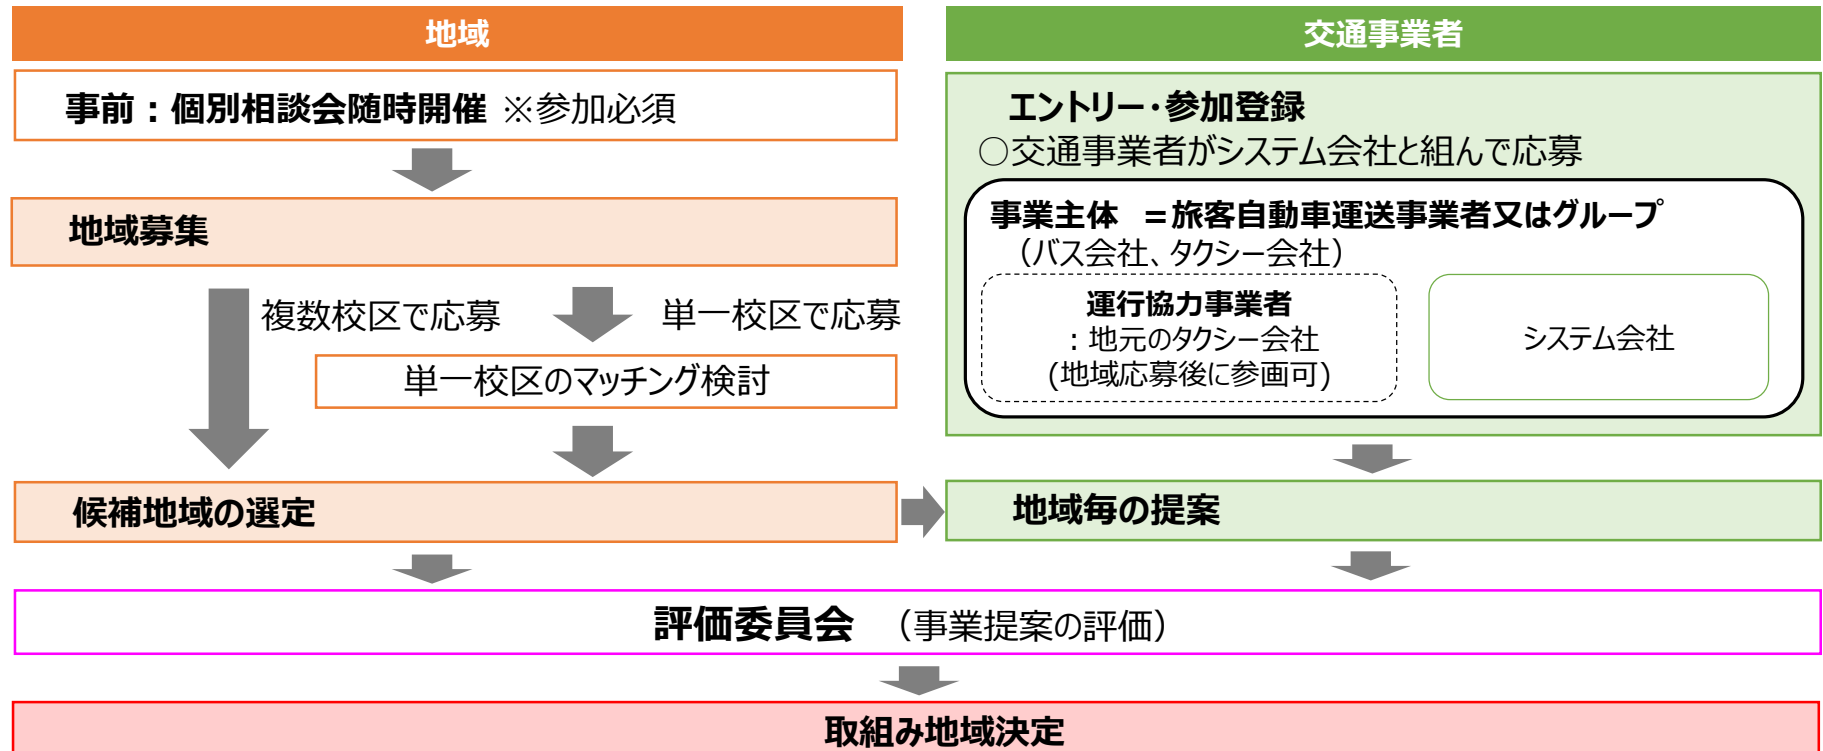 地域
事前：個別相談会随時開催 ※参加必須
地域募集
複数校区で応募
単一校区で応募
単一校区のマッチング検討
候補地域の選定
交通事業者
エントリー・参加登録
○交通事業者がシステム会社と組んで応募
事業主体 ＝旅客自動車運送事業者又はグループ
（バス会社、タクシー会社）
運行協力事業者
：地元のタクシー会社
(地域応募後に参画可)
システム会社
地域毎の提案
評価委員会 （事業提案の評価）
取組み地域決定